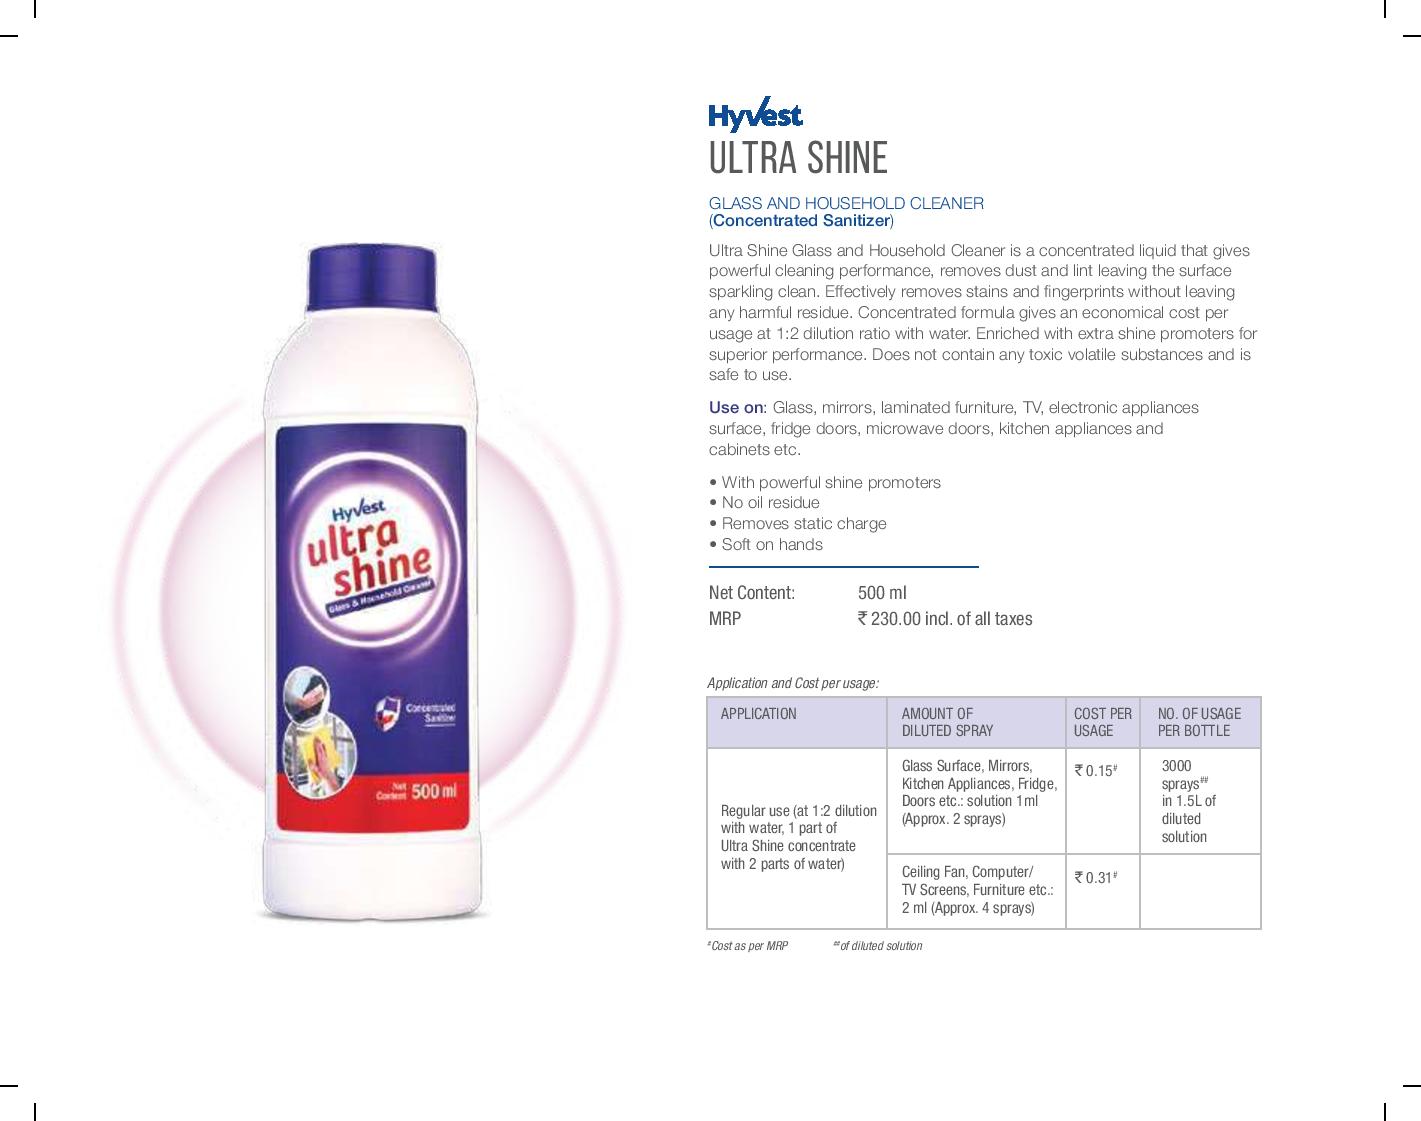 Hyvest
ULTRA SHINE
GLASS AND HOUSEHOLD CLEANER
(Concentrated Sanitizer)
Ultra Shine Glass and Household Cleaner is a concentrated liquid that gives
powerful cleaning performance, removes dust and lint leaving the surface
sparkling clean. Effectively removes stains and fingerprints without leaving
any harmful residue. Concentrated formula gives an economical cost per
usage at 1:2 dilution ratio with water. Enriched with extra shine promoters for
superior performance. Does not contain any toxic volatile substances and is
safe to use.
Use on: Glass, mirrors, laminated furniture, TV, electronic appliances
surface, fridge doors, microwave doors, kitchen appliances and
cabinets etc.
• With powerful shine promoters
• No oil residue
• Removes static charge
• Soft on hands
Net Content: 500 ml
MRP ₹ 230.00 incl. of all taxes
Application and Cost per usage:
APPLICATION
AMOUNT OF
DILUTED SPRAY
COST PER
USAGE
NO. OF USAGE
PER BOTTLE
Regular use (at 1:2 dilution
with water, 1 part of
Ultra Shine concentrate
with 2 parts of water)
Glass Surface, Mirrors,
Kitchen Appliances, Fridge,
Doors etc.: solution 1ml
(Approx. 2 sprays)
₹ 0.15#
3000
sprays##
in 1.5L of
diluted
solution
Ceiling Fan, Computer/
TV Screens, Furniture etc.:
2 ml (Approx. 4 sprays)
₹ 0.31#
#Cost as per MRP ##of diluted solution
Hyvest
ultra
shine
Glass & Household Cleaner
Concentrated
Sanitizer
Net
Content 500 ml